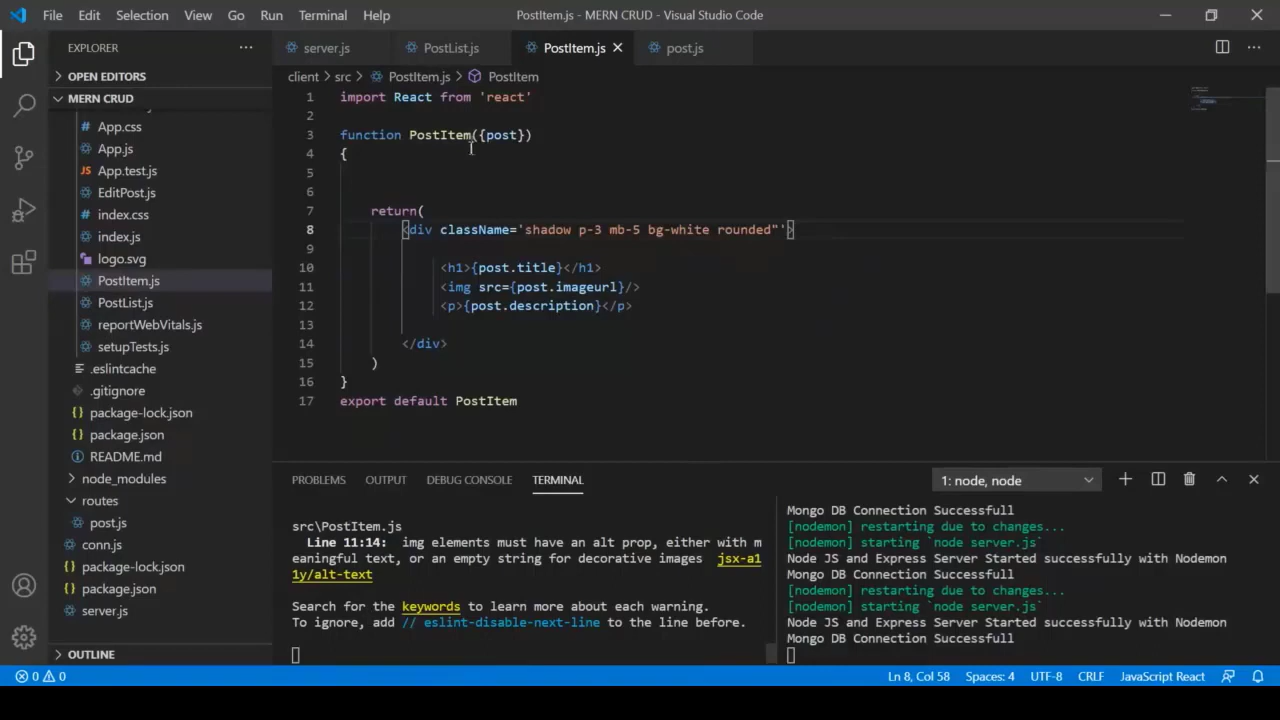 File Edit Selection View Go Run Terminal Help PostItem.js - MERN CRUD - Visual Studio Code
EXPLORER
OPEN EDITORS
MERN CRUD
App.css
App.js
JS App.test.js
EditPost.js
# index.css
index.js
logo.svg
PostItem.js
PostList.js
reportWebVitals.js
setupTests.js
.eslintcache
.gitignore
{} package-lock.json
{} package.json
README.md
node_modules
routes
post.js
conn.js
{} package-lock.json
{} package.json
server.js
OUTLINE
server.js PostList.js PostItem.js post.js
client > src > PostItem.js > PostItem
1 import React from 'react'
2
3 function PostItem({post})
4 {
5
6
7 return(
8 <div className='shadow p-3 mb-5 bg-white rounded"'>
9
10 <h1>{post.title}</h1>
11 <img src={post.imageurl}/>
12 <p>{post.description}</p>
13
14 </div>
15 )
16 }
17 export default PostItem
PROBLEMS OUTPUT DEBUG CONSOLE TERMINAL 1: node, node
src\PostItem.js
Line 11:14: img elements must have an alt prop, either with m
eaningful text, or an empty string for decorative images jsx-a1
1y/alt-text
Search for the keywords to learn more about each warning.
To ignore, add // eslint-disable-next-line to the line before.
Mongo DB Connection Successfull
[nodemon] restarting due to changes...
[nodemon] starting `node server.js`
Node JS and Express Server Started successfully with Nodemon
Mongo DB Connection Successfull
[nodemon] restarting due to changes...
[nodemon] starting `node server.js`
Node JS and Express Server Started successfully with Nodemon
Mongo DB Connection Successfull
0 0 Ln 8, Col 58 Spaces: 4 UTF-8 CRLF JavaScript React